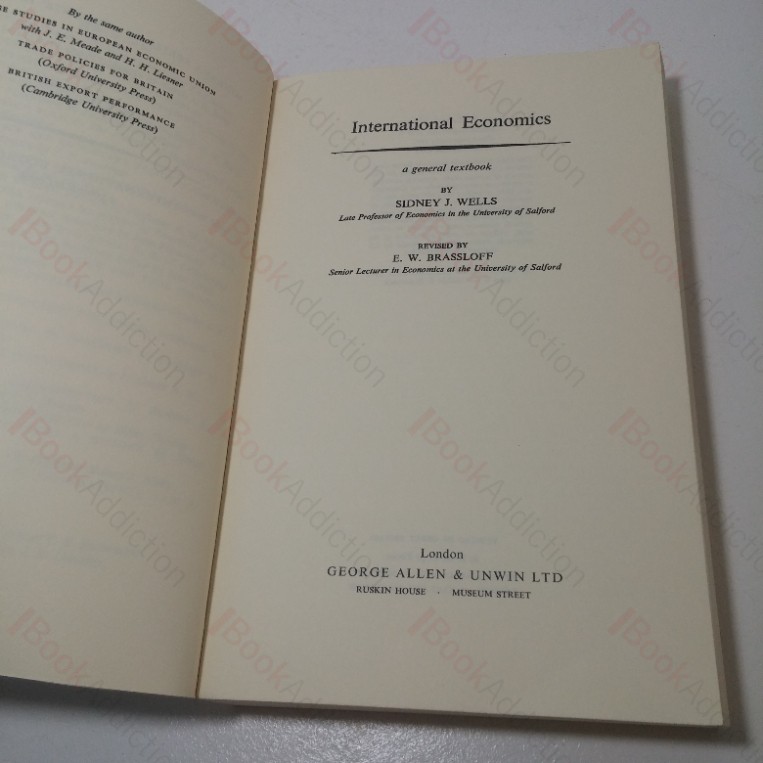 By the same author
STUDIES IN EUROPEAN ECONOMIC UNION
with J. E. Meade and H. H. Liesner
TRADE POLICIES FOR BRITAIN
(Oxford University Press)
BRITISH EXPORT PERFORMANCE
(Cambridge University Press)
International Economics
a general textbook
BY
SIDNEY J. WELLS
Late Professor of Economics in the University of Salford
REVISED BY
E. W. BRASSLOFF
Senior Lecturer in Economics at the University of Salford
London
GEORGE ALLEN & UNWIN LTD
RUSKIN HOUSE · MUSEUM STREET
BookAddiction